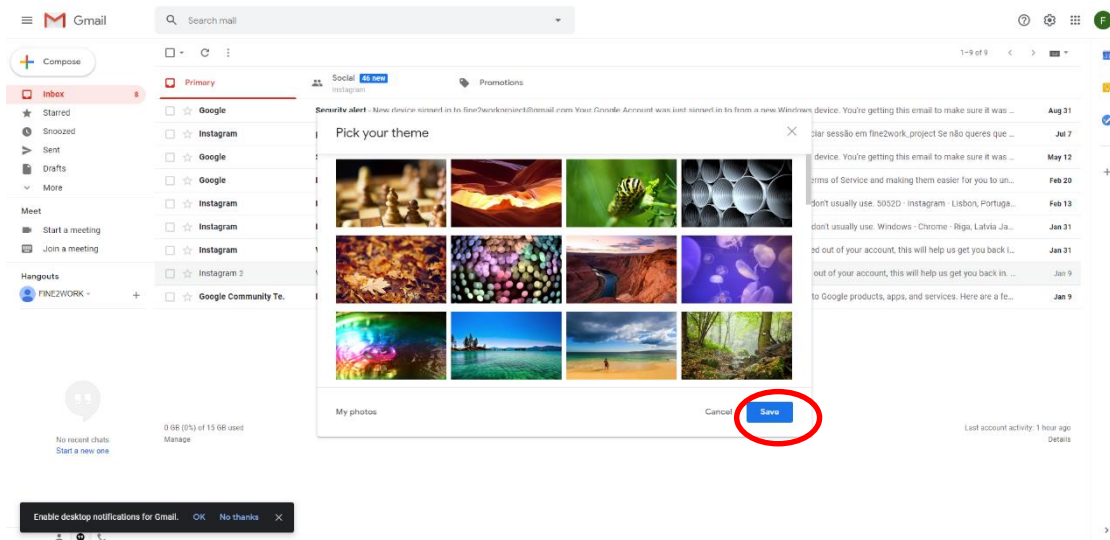 Gmail
Search mail
F
Compose
1–9 of 9
Primary
Social 46 new
Instagram
Promotions
Inbox 8
Starred
Snoozed
Sent
Drafts
More
Meet
Start a meeting
Join a meeting
Hangouts
FINE2WORK
Google Security alert - New device signed in to fine2workproject@gmail.com Your Google Account was just signed in to from a new Windows device. You're getting this email to make sure it was ... Aug 31
Instagram ciar sessão em fine2work_project Se não queres que ... Jul 7
Google device. You're getting this email to make sure it was ... May 12
Google erms of Service and making them easier for you to un... Feb 20
Instagram don't usually use. 5052D · Instagram · Lisbon, Portuga... Feb 13
Instagram don't usually use. Windows · Chrome · Riga, Latvia Ja... Jan 31
Instagram ed out of your account, this will help us get you back i... Jan 31
Instagram 2 out of your account, this will help us get you back in. ... Jan 9
Google Community Te. to Google products, apps, and services. Here are a fe... Jan 9
Pick your theme
My photos
Cancel
Save
No recent chats
Start a new one
0 GB (0%) of 15 GB used
Manage
Last account activity: 1 hour ago
Details
Enable desktop notifications for Gmail. OK No thanks